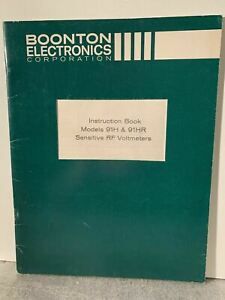 BOONTON
ELECTRONICS
CORPORATION
Instruction Book
Models 91H & 91HR
Sensitive RF Voltmeters